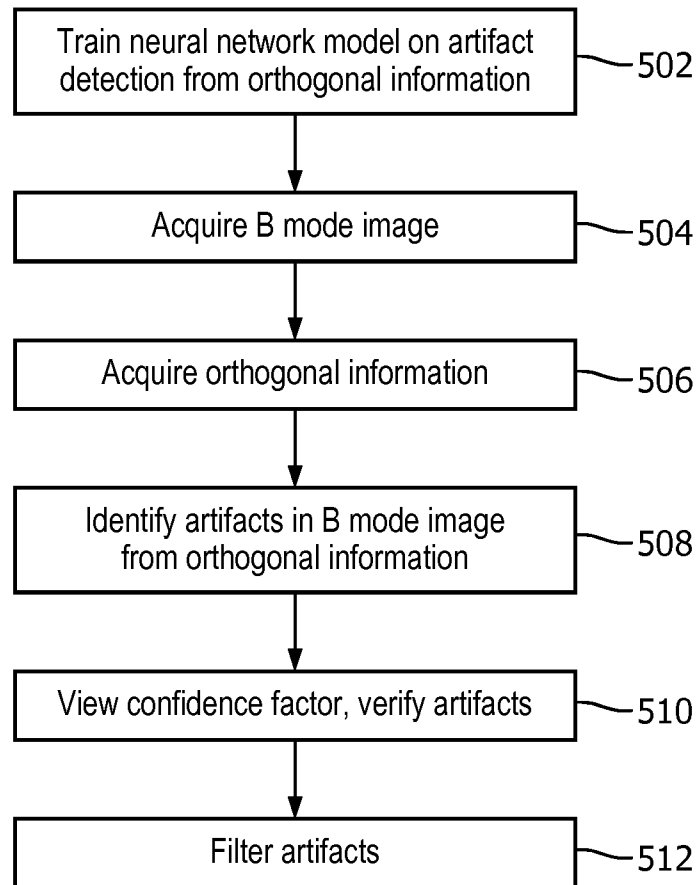 Train neural network model on artifact
detection from orthogonal information
502
Acquire B mode image
504
Acquire orthogonal information
506
Identify artifacts in B mode image
from orthogonal information
508
View confidence factor, verify artifacts
510
Filter artifacts
512